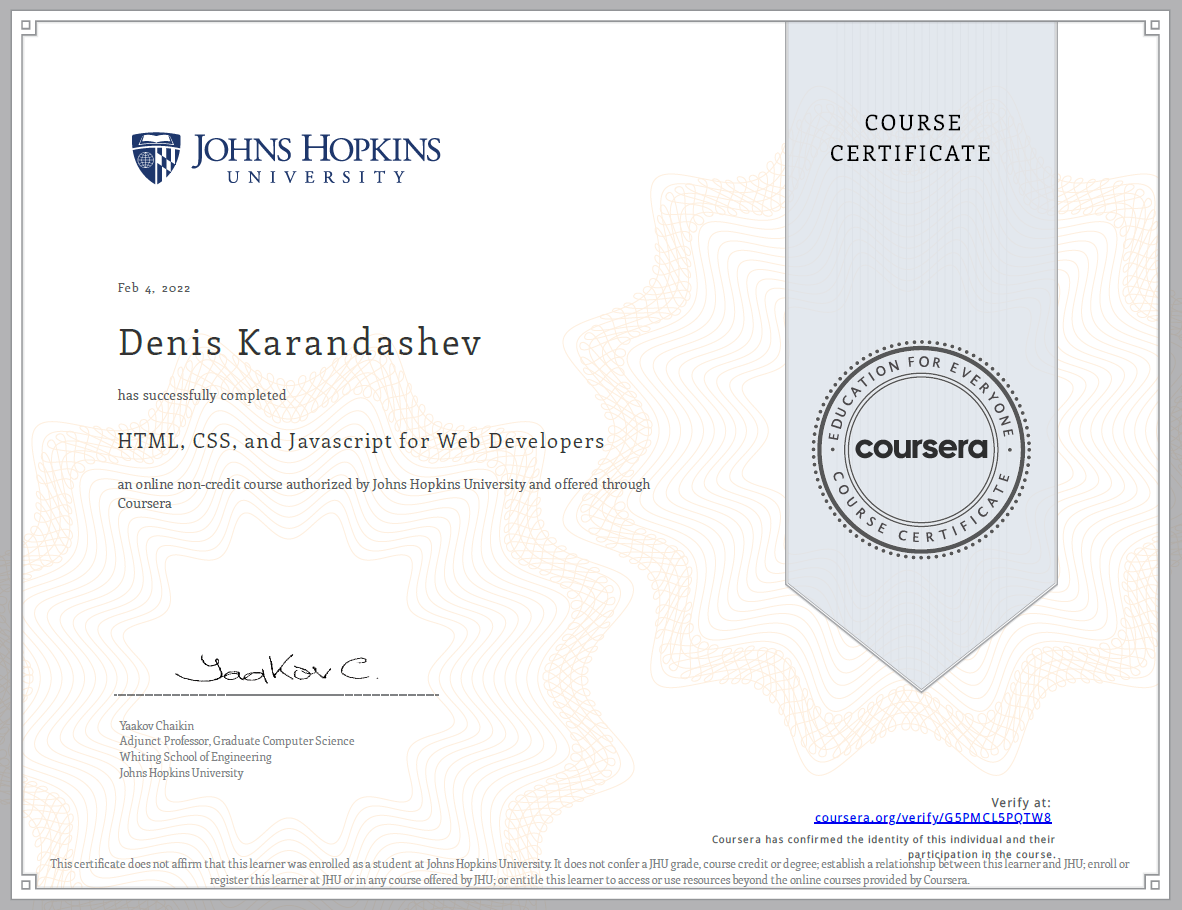 JOHNS HOPKINS
UNIVERSITY
COURSE
CERTIFICATE
Feb 4, 2022
Denis Karandashev
has successfully completed
HTML, CSS, and Javascript for Web Developers
an online non-credit course authorized by Johns Hopkins University and offered through
Coursera
EDUCATION FOR EVERYONE
coursera
COURSE CERTIFICATE
Yaakov C.
Yaakov Chaikin
Adjunct Professor, Graduate Computer Science
Whiting School of Engineering
Johns Hopkins University
Verify at:
coursera.org/verify/G5PMCL5PQTW8
Coursera has confirmed the identity of this individual and their
participation in the course.
This certificate does not affirm that this learner was enrolled as a student at Johns Hopkins University. It does not confer a JHU grade, course credit or degree; establish a relationship between this learner and JHU; enroll or
register this learner at JHU or in any course offered by JHU; or entitle this learner to access or use resources beyond the online courses provided by Coursera.